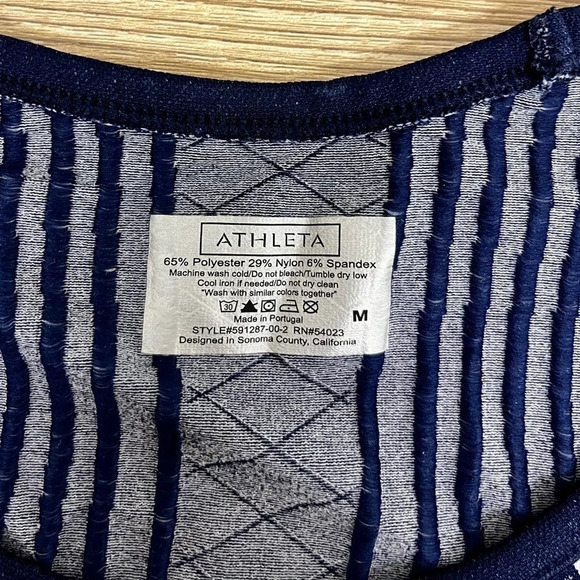 ATHLETA
65% Polyester 29% Nylon 6% Spandex
Machine wash cold/Do not bleach/Tumble dry low
Cool iron if needed/Do not dry clean
"Wash with similar colors together"
30
Made in Portugal
M
STYLE#591287-00-2 RN#54023
Designed in Sonoma County, California